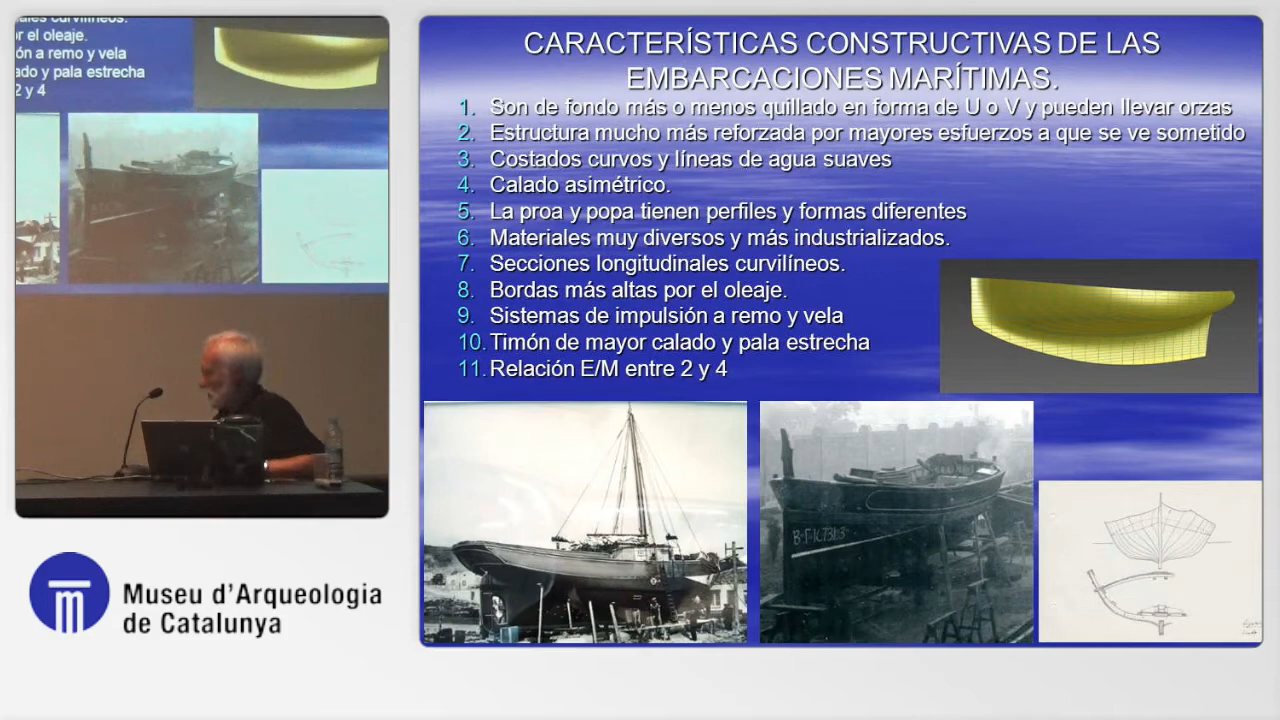 ales curvilíneos.
or el oleaje.
ón a remo y vela
ado y pala estrecha
2 y 4
Museu d'Arqueologia
de Catalunya
CARACTERÍSTICAS CONSTRUCTIVAS DE LAS
EMBARCACIONES MARÍTIMAS.
1. Son de fondo más o menos quillado en forma de U o V y pueden llevar orzas
2. Estructura mucho más reforzada por mayores esfuerzos a que se ve sometido
3. Costados curvos y líneas de agua suaves
4. Calado asimétrico.
5. La proa y popa tienen perfiles y formas diferentes
6. Materiales muy diversos y más industrializados.
7. Secciones longitudinales curvilíneos.
8. Bordas más altas por el oleaje.
9. Sistemas de impulsión a remo y vela
10. Timón de mayor calado y pala estrecha
11. Relación E/M entre 2 y 4